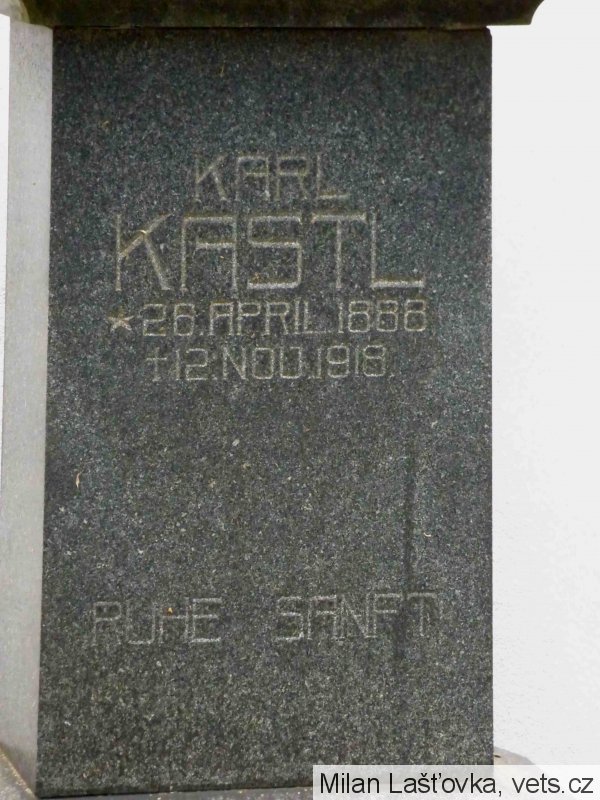 KARL
KASTL
* 26. APRIL 1888
† 12. NOV. 1918.
RUHE SANFT
Milan Lašťovka, vets.cz